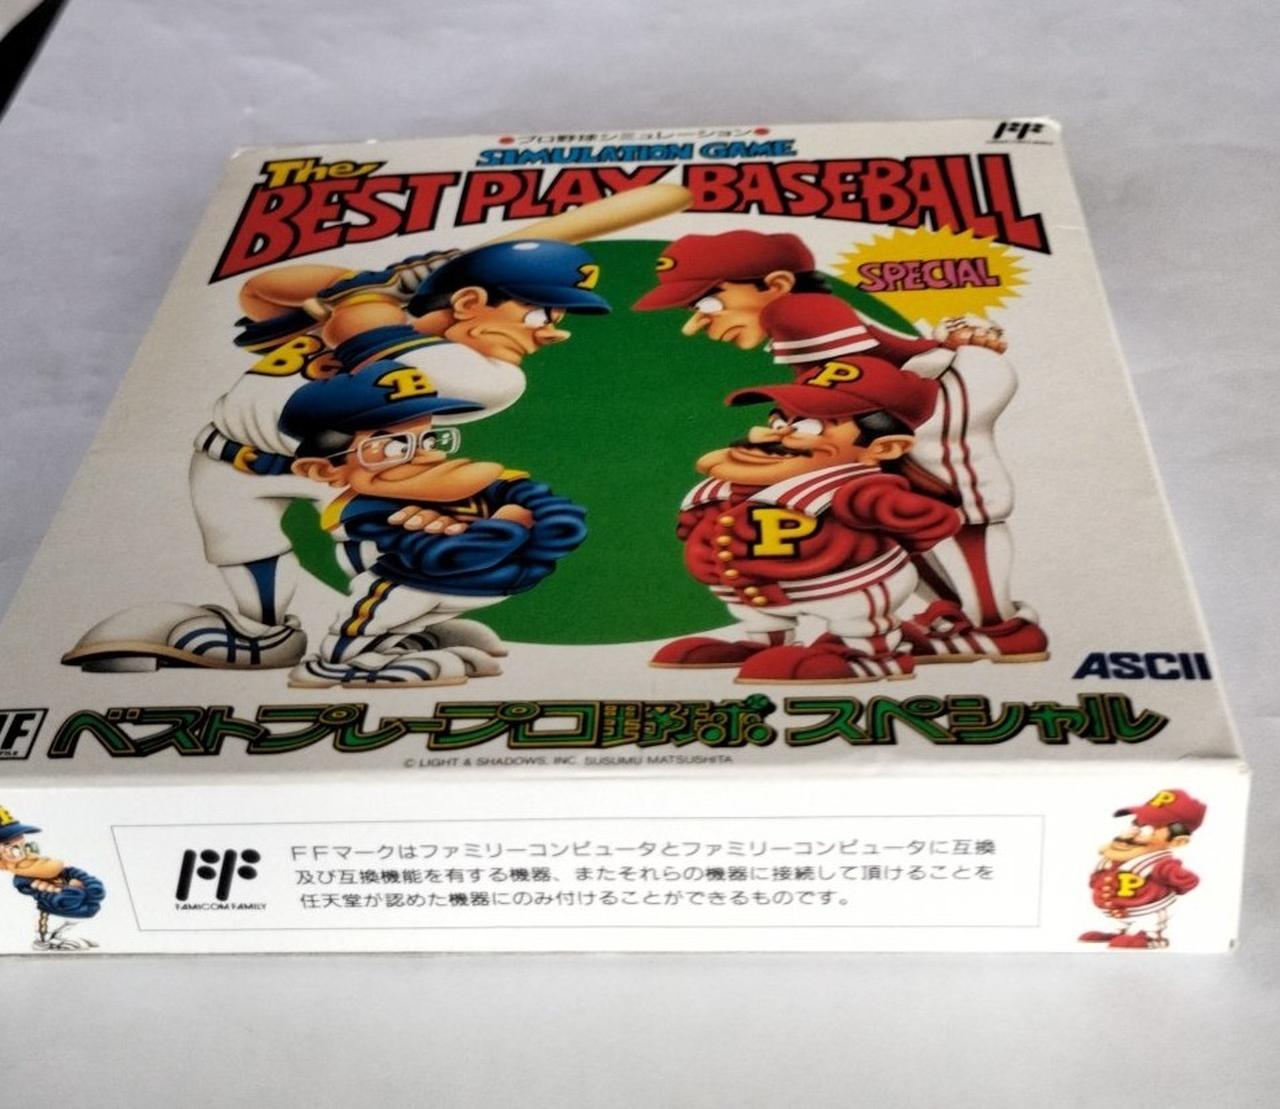 プロ野球シミュレーション
SIMULATION GAME
The
BEST PLAY BASEBALL
SPECIAL
B
P
P
ASCII
ベストプレープロ野球 スペシャル
© LIGHT & SHADOWS, INC. SUSUMU MATSUSHITA
FF
FAMICOM FAMILY
FFマークはファミリーコンピュータとファミリーコンピュータに互換
及び互換機能を有する機器、またそれらの機器に接続して頂けることを
任天堂が認めた機器にのみ付けることができるものです。
P
P